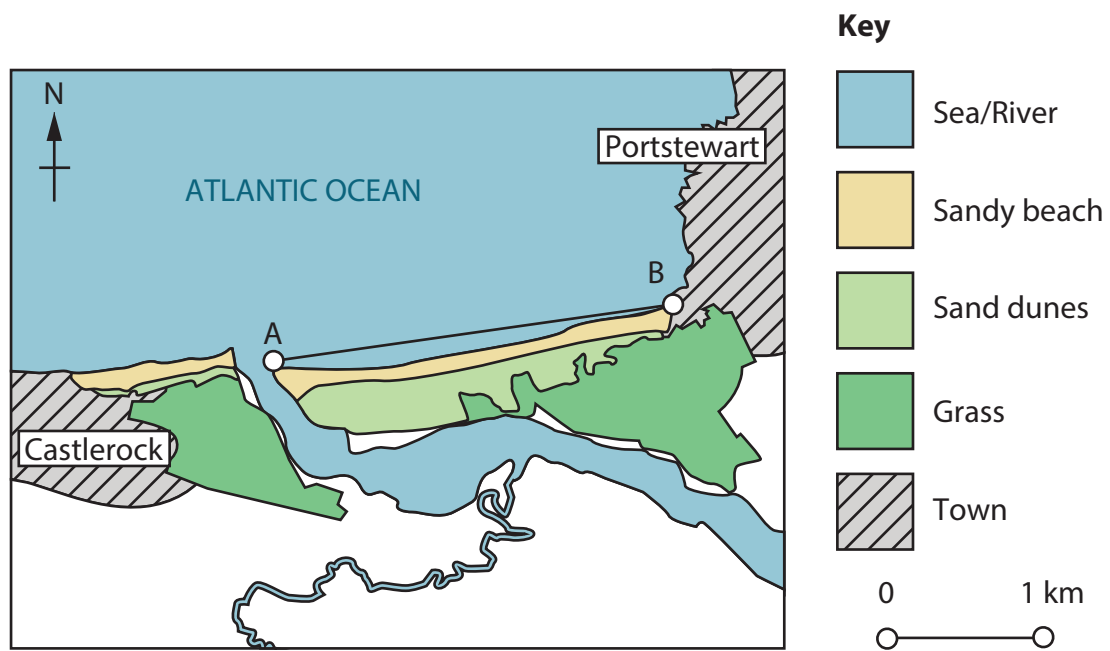 N
ATLANTIC OCEAN
Portstewart
A
B
Castlerock
Key
Sea/River
Sandy beach
Sand dunes
Grass
Town
0 1 km